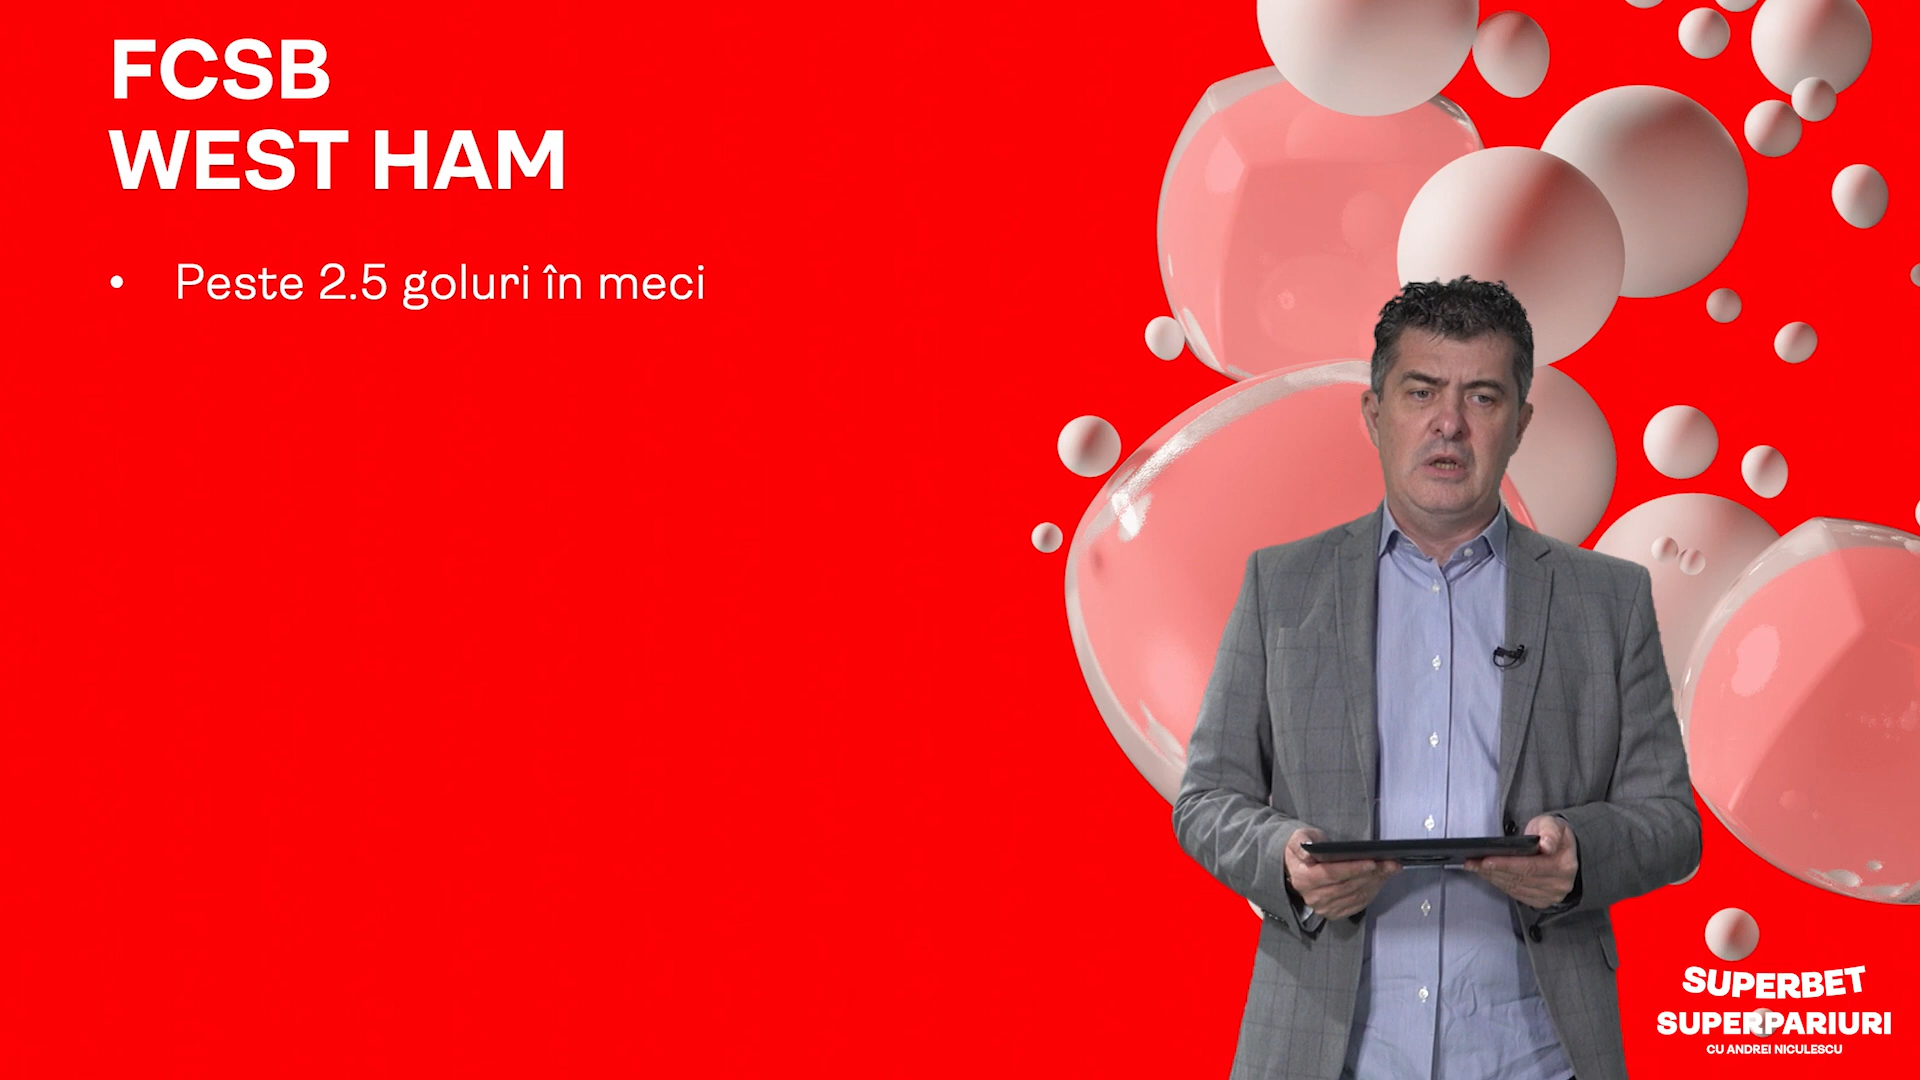 FCSB
WEST HAM
• Peste 2.5 goluri în meci
SUPERBET
SUPERPARIURI
CU ANDREI NICULESCU